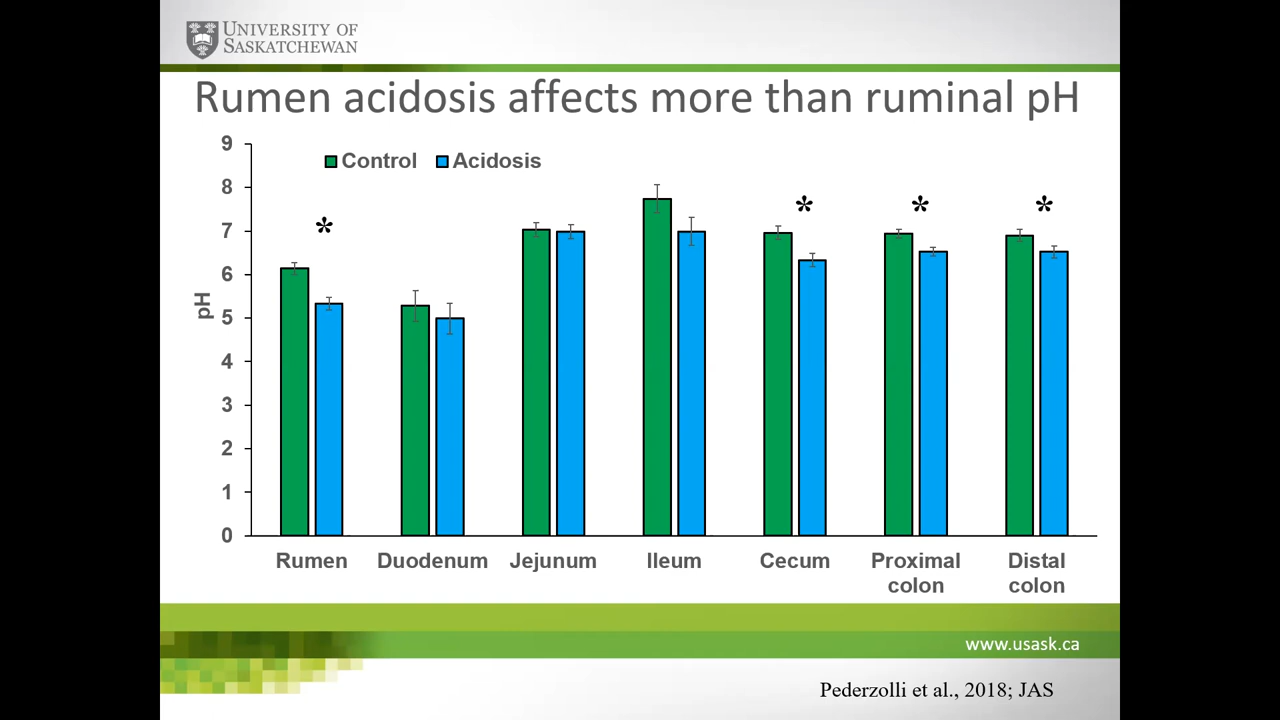 UNIVERSITY OF
SASKATCHEWAN
Rumen acidosis affects more than ruminal pH
Control Acidosis
pH
9
8
7
6
5
4
3
2
1
0
* * * *
Rumen Duodenum Jejunum Ileum Cecum Proximal colon Distal colon
www.usask.ca
Pederzolli et al., 2018; JAS